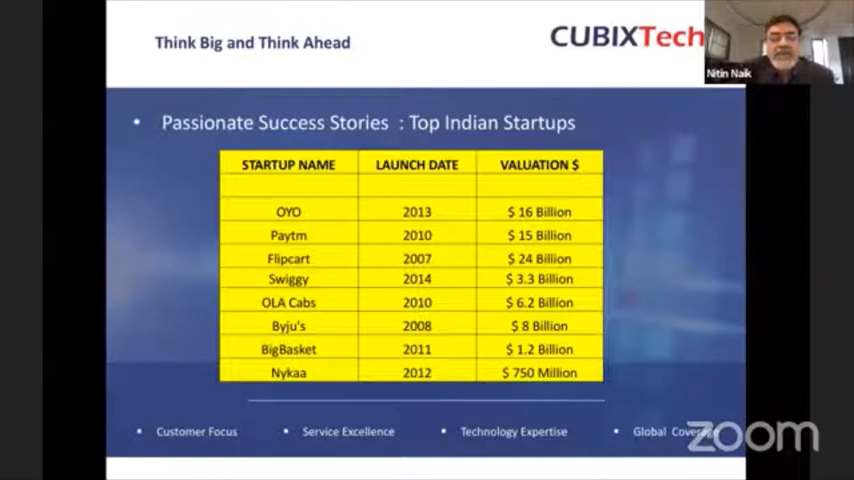 Think Big and Think Ahead
CUBIXTech
Nitin Naik
• Passionate Success Stories : Top Indian Startups
STARTUP NAME LAUNCH DATE VALUATION $
OYO 2013 $ 16 Billion
Paytm 2010 $ 15 Billion
Flipcart 2007 $ 24 Billion
Swiggy 2014 $ 3.3 Billion
OLA Cabs 2010 $ 6.2 Billion
Byju's 2008 $ 8 Billion
BigBasket 2011 $ 1.2 Billion
Nykaa 2012 $ 750 Million
• Customer Focus • Service Excellence • Technology Expertise • Global Coverage
zoom